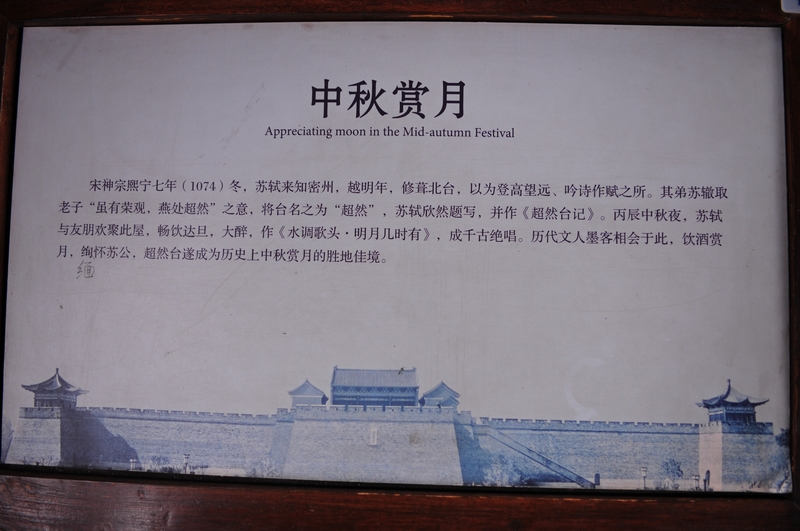 中秋赏月
Appreciating moon in the Mid-autumn Festival
宋神宗熙宁七年（1074）冬，苏轼来知密州，越明年，修葺北台，以为登高望远、吟诗作赋之所。其弟苏辙取
老子“虽有荣观，燕处超然”之意，将台名之为“超然”，苏轼欣然题写，并作《超然台记》。丙辰中秋夜，苏轼
与友朋欢聚此屋，畅饮达旦，大醉，作《水调歌头·明月几时有》，成千古绝唱。历代文人墨客相会于此，饮酒赏
月，绚怀苏公，超然台遂成为历史上中秋赏月的胜地佳境。
缅